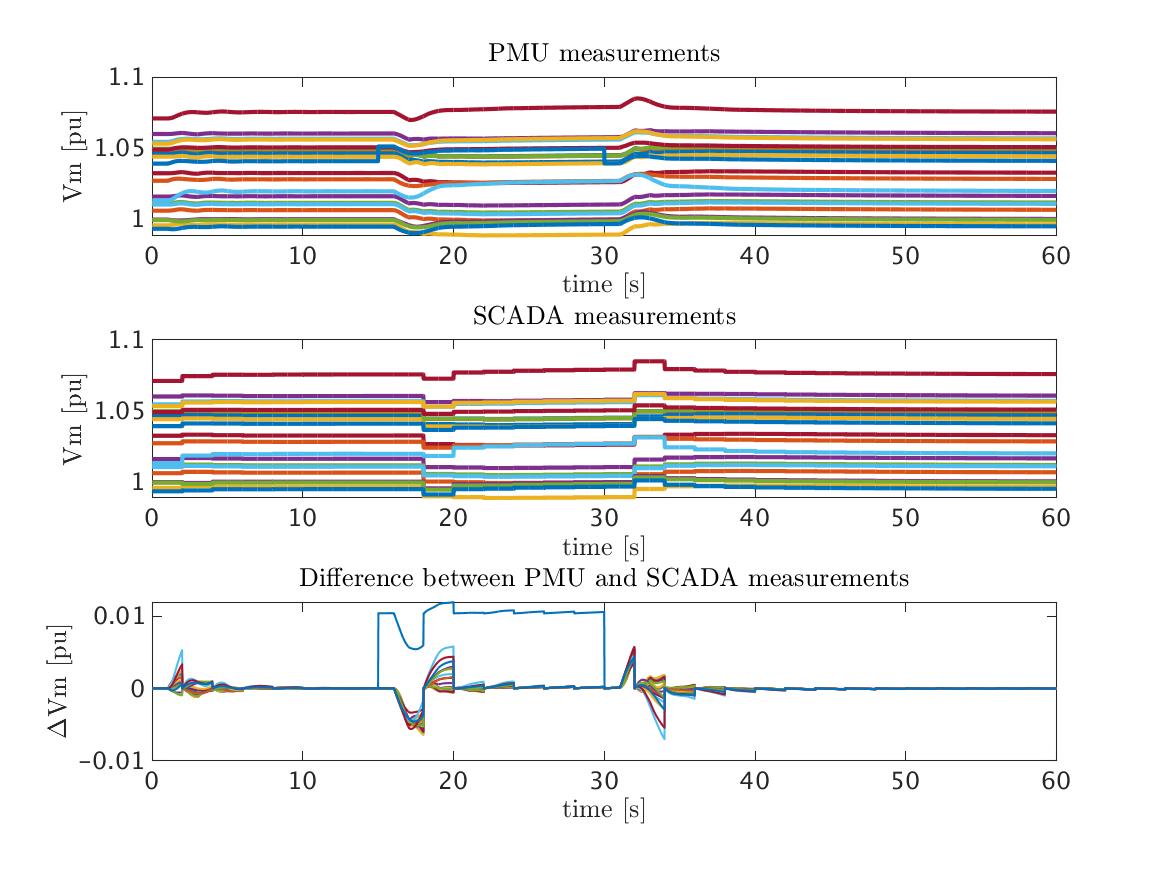 PMU measurements
1.1
1.05
1
Vm [pu]
0 10 20 30 40 50 60
time [s]
SCADA measurements
1.1
1.05
1
Vm [pu]
0 10 20 30 40 50 60
time [s]
Difference between PMU and SCADA measurements
0.01
0
−0.01
ΔVm [pu]
0 10 20 30 40 50 60
time [s]